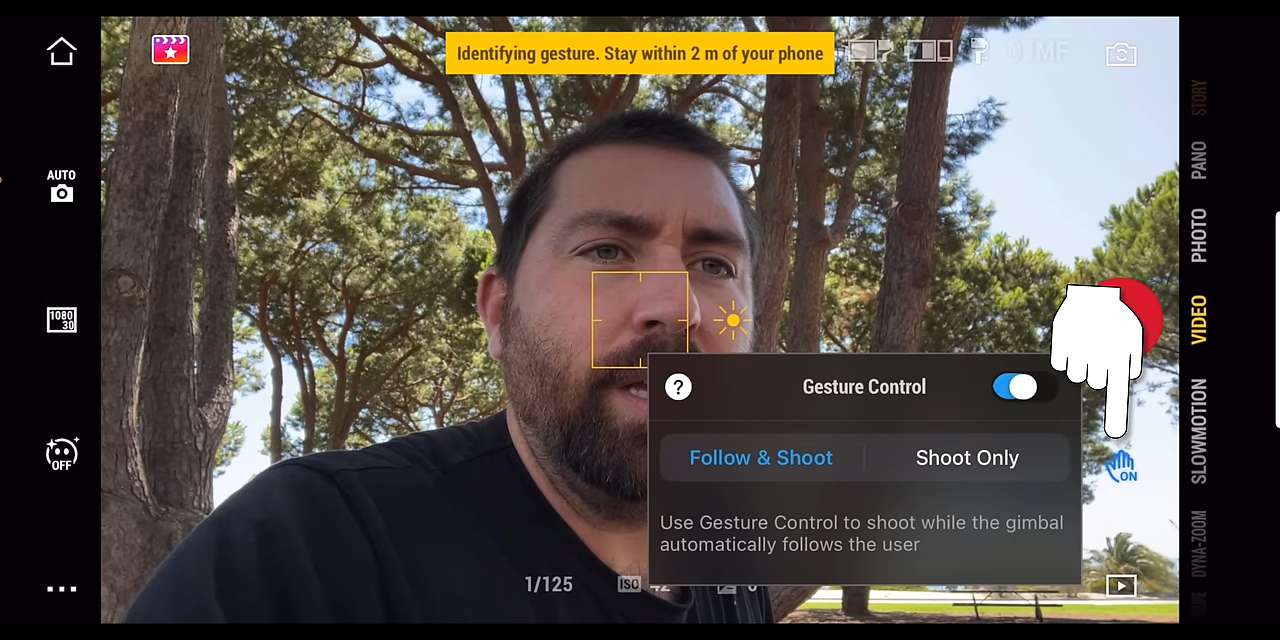 Identifying gesture. Stay within 2 m of your phone
STORY
AUTO
PANO
PHOTO
1080
30
VIDEO
?
Gesture Control
SLOWMOTION
Follow & Shoot
Shoot Only
OFF
ON
Use Gesture Control to shoot while the gimbal
automatically follows the user
DYNA-ZOOM
1/125
ISO